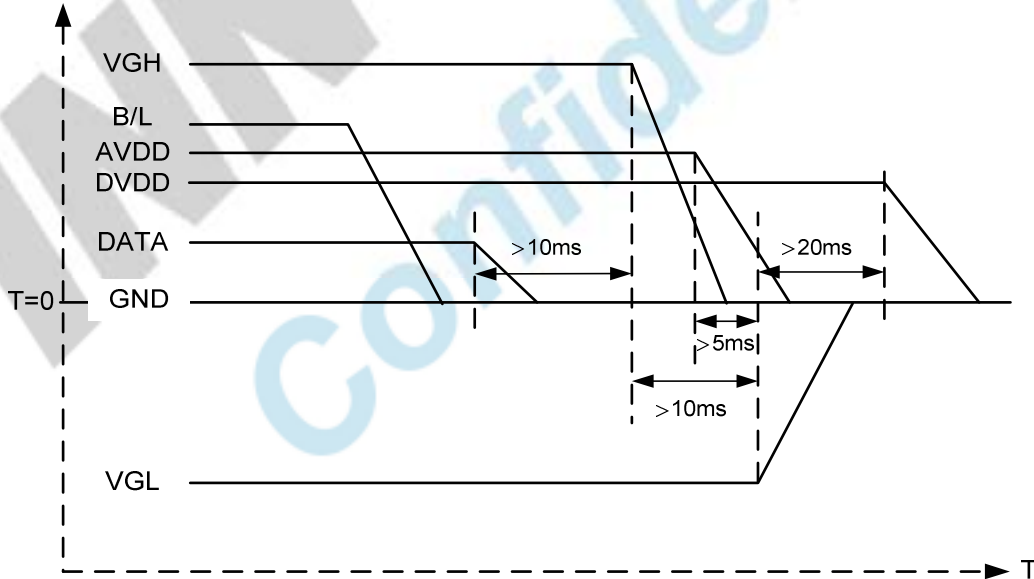 VGH
B/L
AVDD
DVDD
DATA
>10ms
>20ms
T=0
GND
>5ms
>10ms
VGL
T
Confide